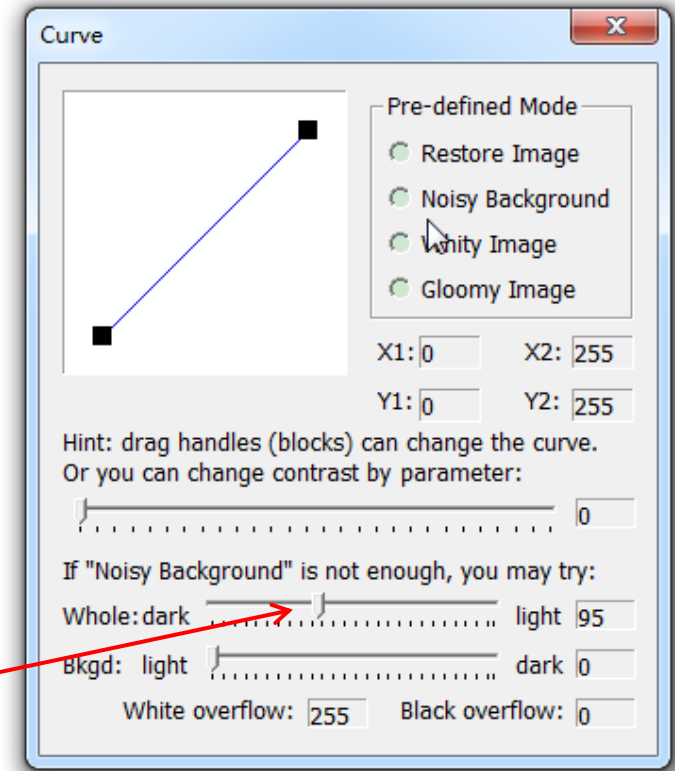 Curve
Pre-defined Mode
Restore Image
Noisy Background
Whity Image
Gloomy Image
X1: 0 X2: 255
Y1: 0 Y2: 255
Hint: drag handles (blocks) can change the curve.
Or you can change contrast by parameter:
0
If "Noisy Background" is not enough, you may try:
Whole: dark light 95
Bkgd: light dark 0
White overflow: 255 Black overflow: 0